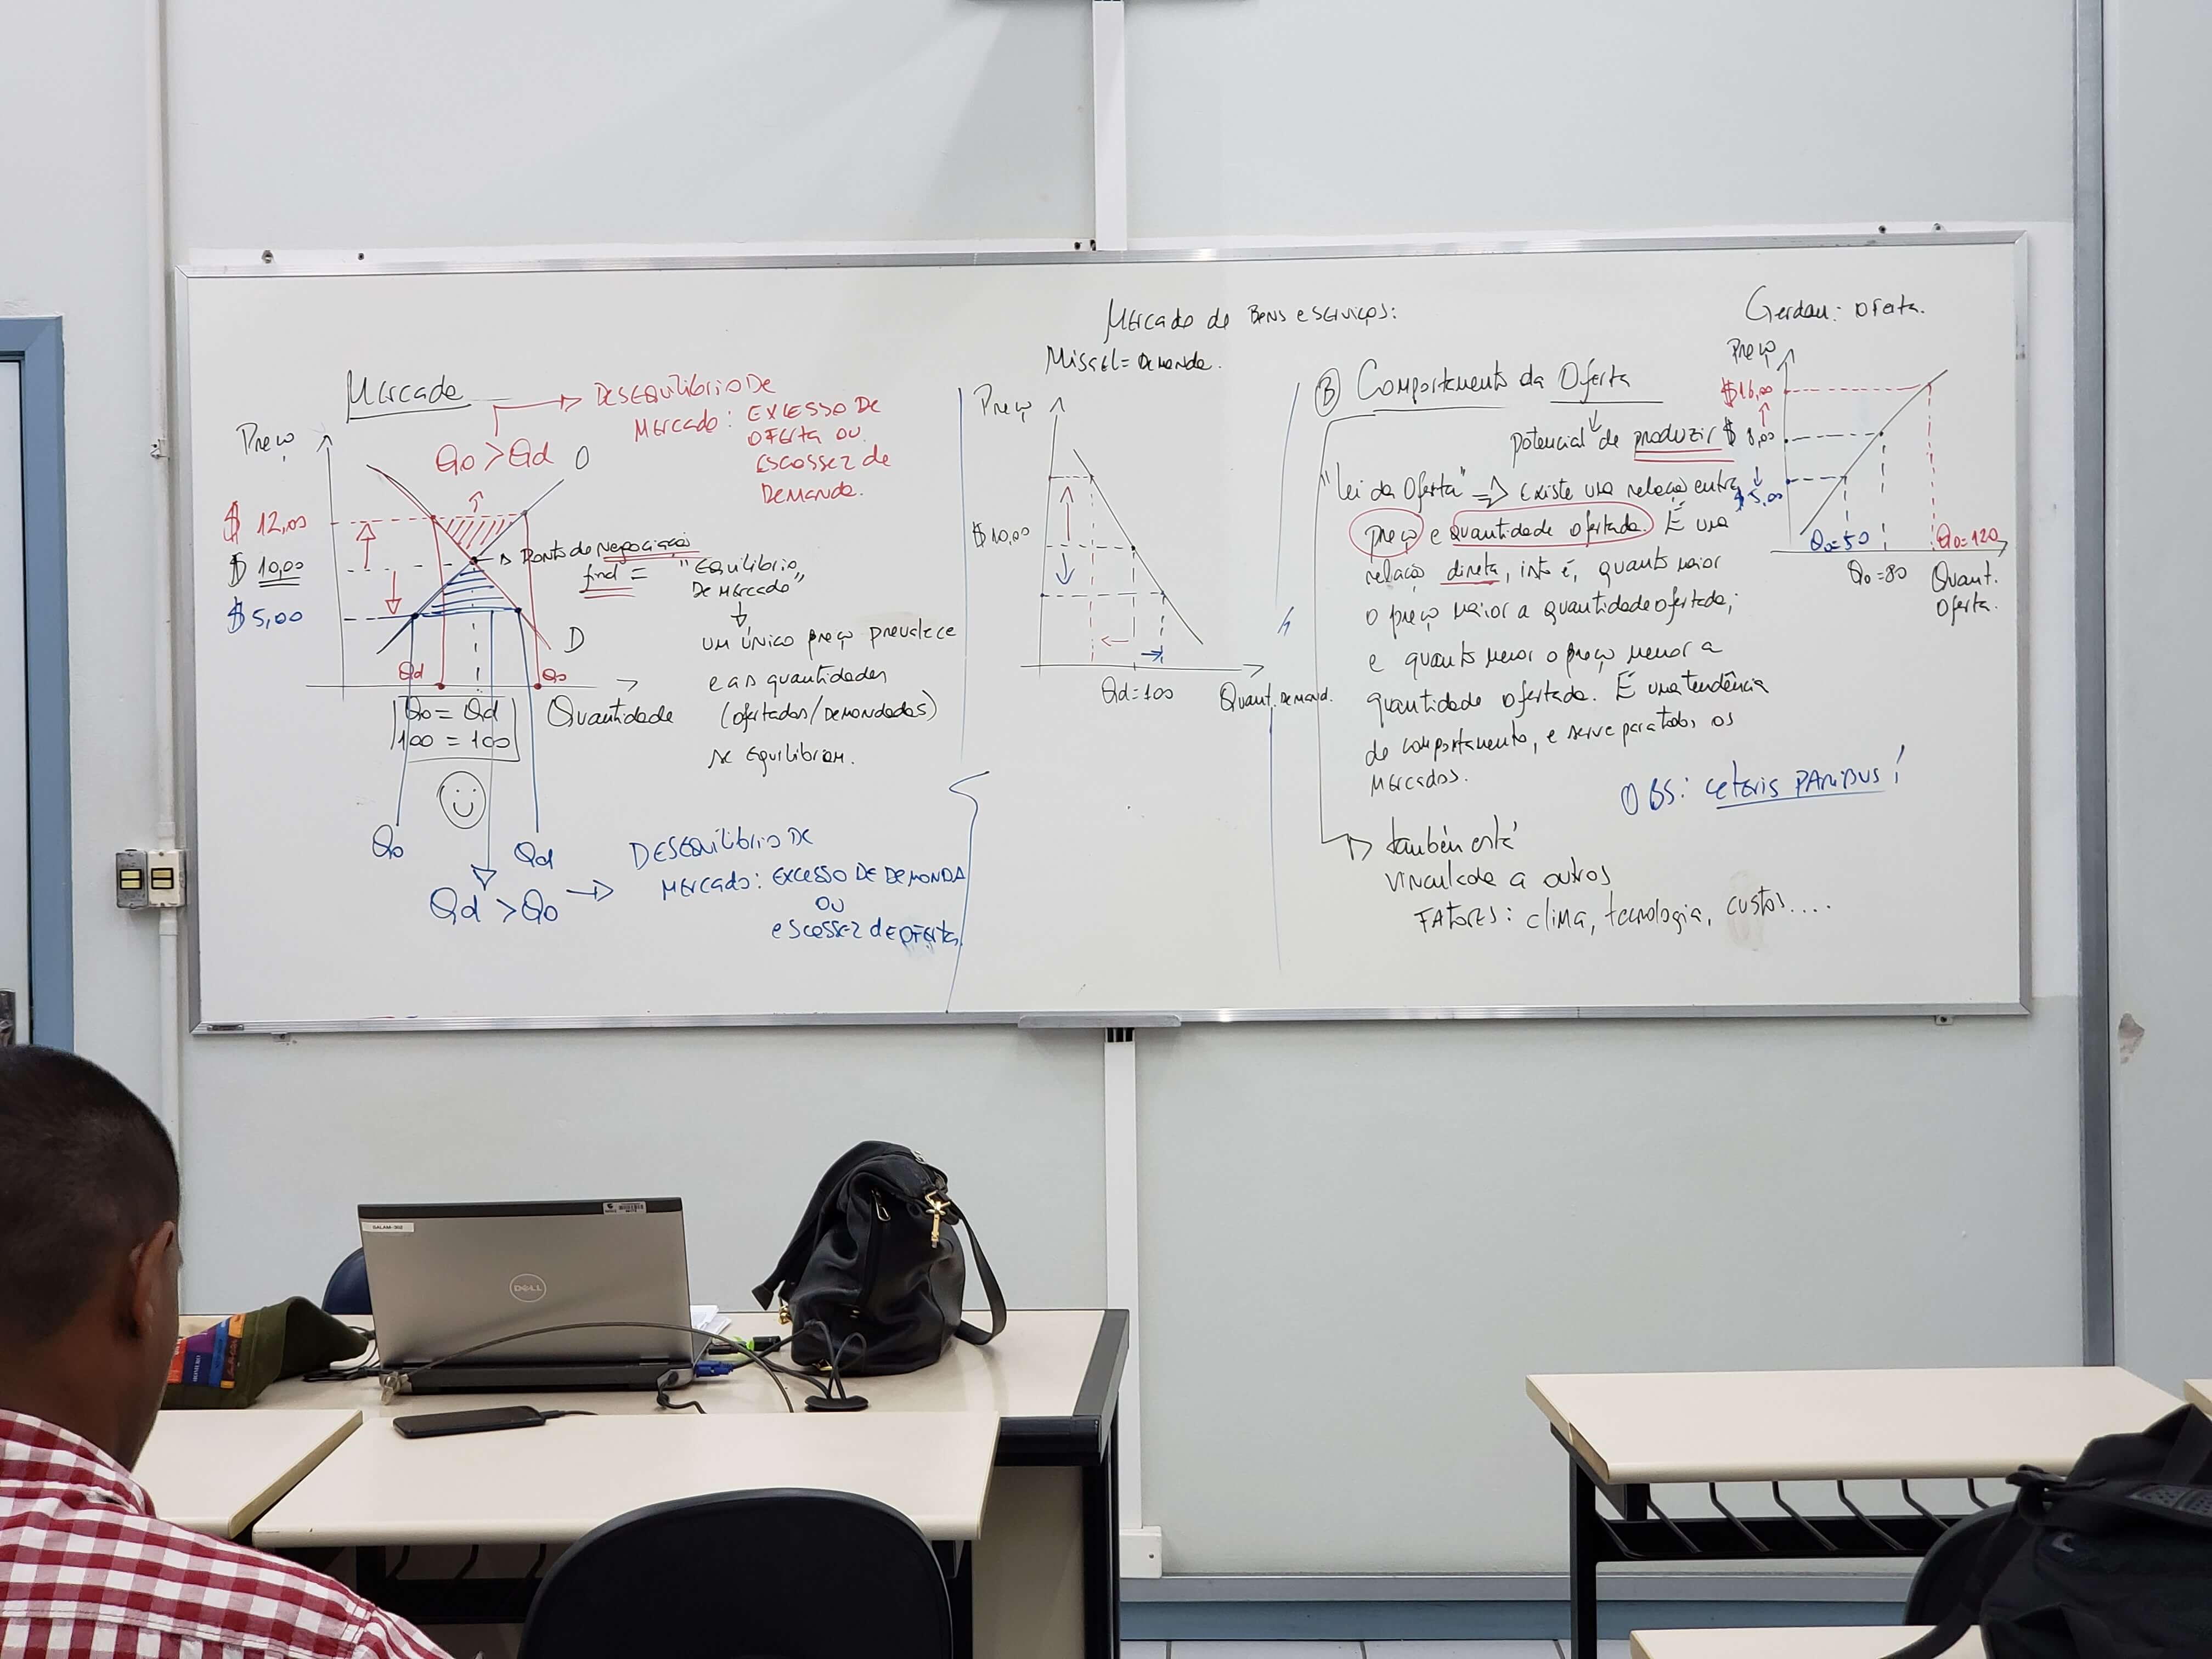 Mercado
Preço
DESEQUILÍBRIO DE
MERCADO: EXCESSO DE
OFERTA OU
ESCASSEZ DE
DEMANDA.
Qo > Qd
O
$ 12,00
$ 10,00
$ 5,00
Ponto de negociação
final = "Equilíbrio
DE MERCADO"
um único preço prevalece
e as quantidades
(ofertadas/DEMANDADAS)
se EQUILIBRAM.
D
Qd
Qo
Qo = Qd
100 = 100
Quantidade
Qo
Qd
Qd > Qo
DESEQUILÍBRIO DE
MERCADO: EXCESSO DE DEMANDA
OU
ESCASSEZ DE OFERTA.
Mercado de Bens e Serviços:
Misael = Demanda.
Preço
$ 10,00
Qd = 100
Quant. DEMAND.
B Comportamento da Oferta
potencial de produzir
"Lei da Oferta" => Existe uma relação entre
preço e quantidade ofertada. É uma
relação direta, isto é, quanto maior
o preço maior a quantidade ofertada;
e quanto menor o preço menor a
quantidade ofertada. É uma tendência
de comportamento, e serve para todos os
MERCADOS.
OBS: ceteris PARIBUS!
também está
vinculada a outros
FATORES: clima, tecnologia, custos....
Gerdau: Oferta.
Preço
$ 16,00
$ 8,00
$ 5,00
Qo=50
Qo=80
Qo=120
Quant.
Oferta.
SALAM-302
DELL